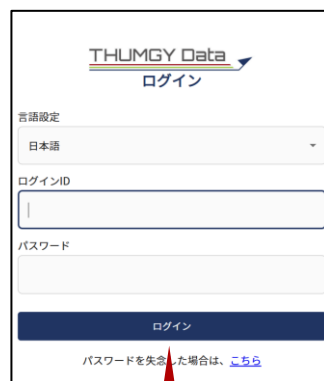 THUMGY Data
ログイン
言語設定
日本語
ログインID
パスワード
ログイン
パスワードを失念した場合は、こちら